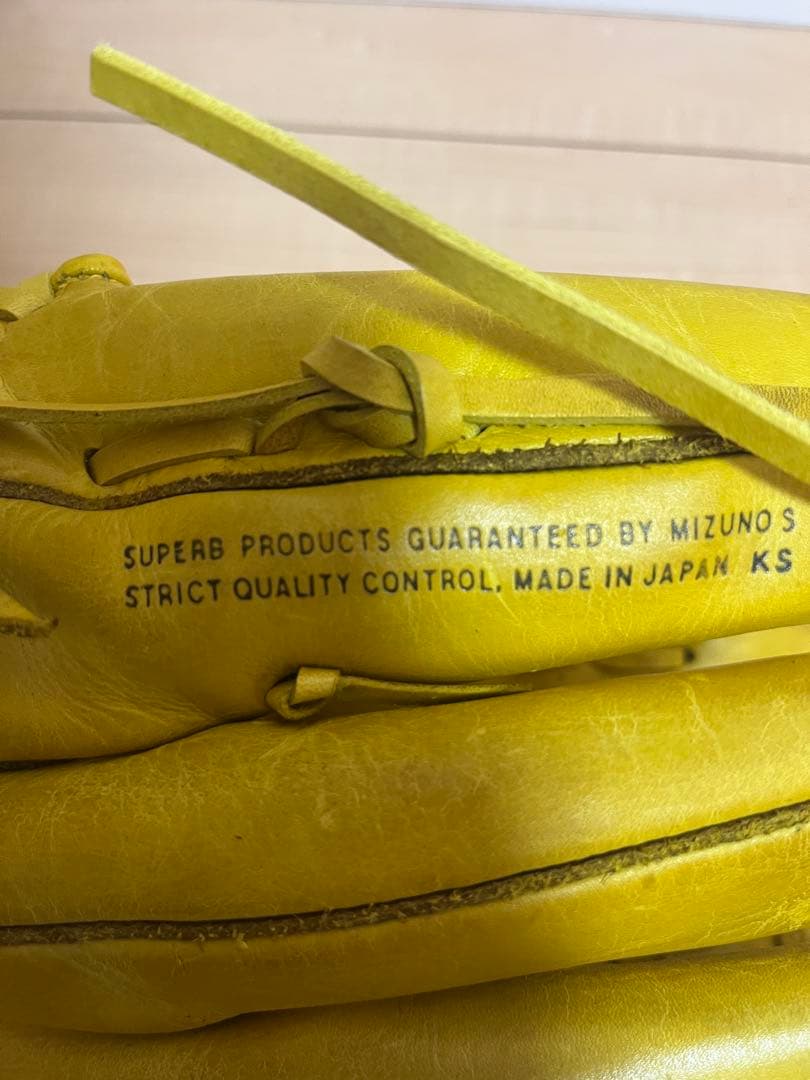 SUPERB PRODUCTS GUARANTEED BY MIZUNO S
STRICT QUALITY CONTROL, MADE IN JAPAN KS